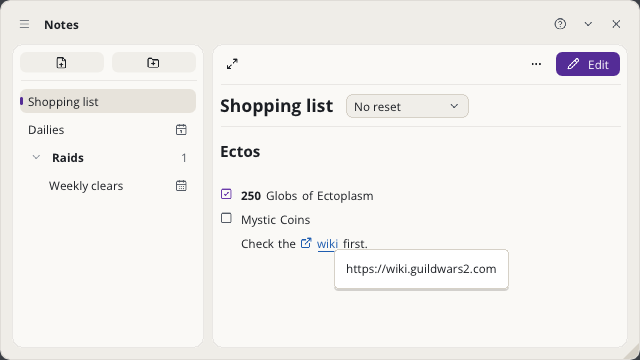 Notes
Edit
Shopping list
Dailies
Raids 1
Weekly clears
Shopping list No reset
Ectos
250 Globs of Ectoplasm
Mystic Coins
Check the wiki first.
https://wiki.guildwars2.com